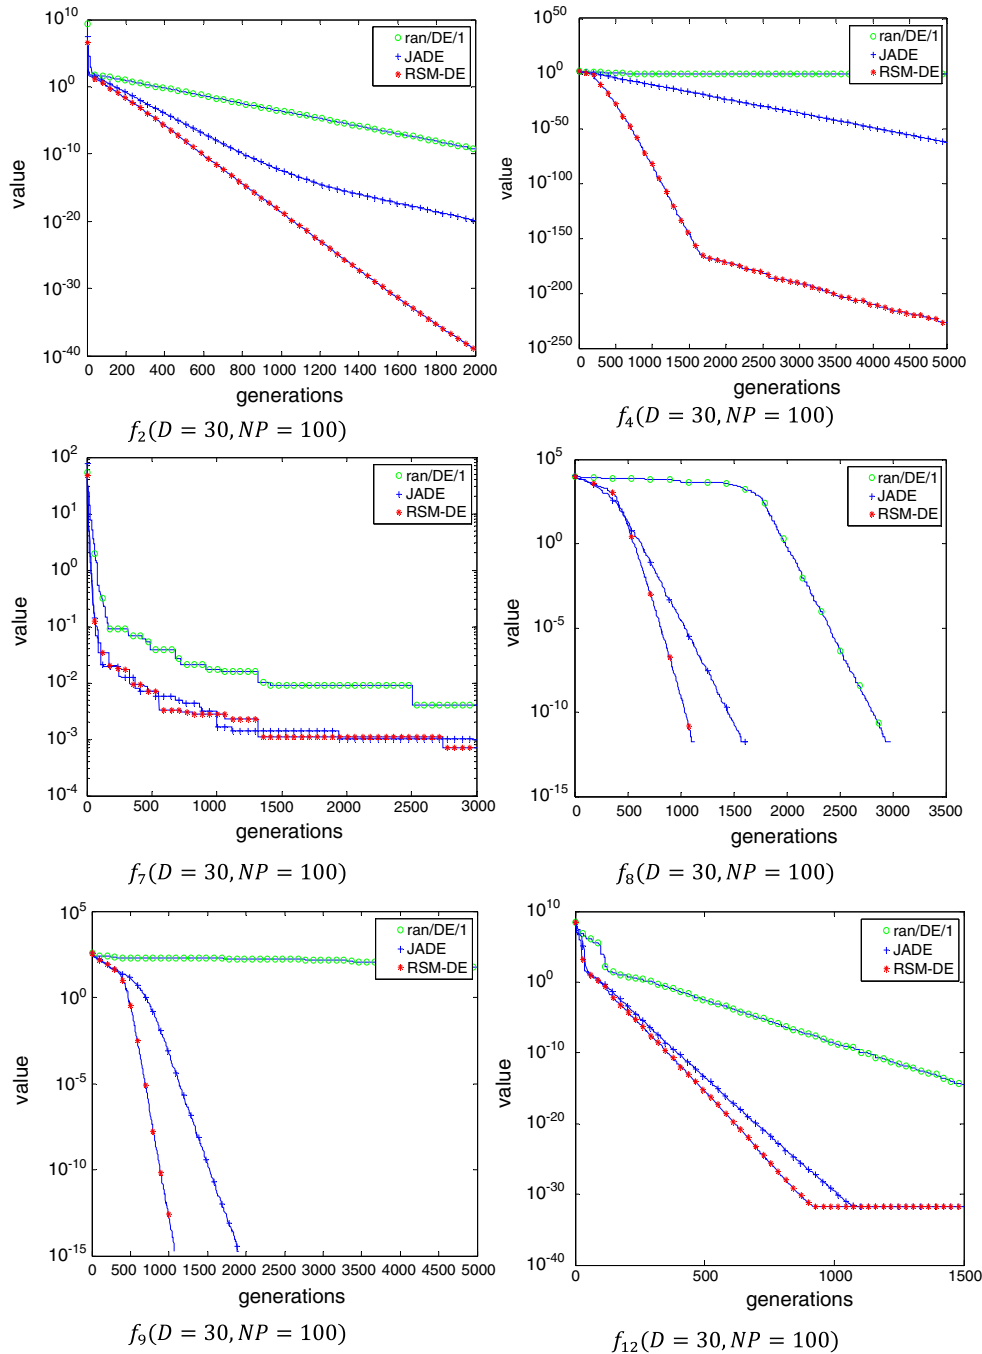 10^10
10^0
10^-10
10^-20
10^-30
10^-40
value
0 200 400 600 800 1000 1200 1400 1600 1800 2000
generations
ran/DE/1
JADE
RSM-DE
f_2(D = 30, NP = 100)
10^50
10^0
10^-50
10^-100
10^-150
10^-200
10^-250
value
0 500 1000 1500 2000 2500 3000 3500 4000 4500 5000
generations
ran/DE/1
JADE
RSM-DE
f_4(D = 30, NP = 100)
10^2
10^1
10^0
10^-1
10^-2
10^-3
10^-4
value
0 500 1000 1500 2000 2500 3000
generations
ran/DE/1
JADE
RSM-DE
f_7(D = 30, NP = 100)
10^5
10^0
10^-5
10^-10
10^-15
value
0 500 1000 1500 2000 2500 3000 3500
generations
ran/DE/1
JADE
RSM-DE
f_8(D = 30, NP = 100)
10^5
10^0
10^-5
10^-10
10^-15
value
0 500 1000 1500 2000 2500 3000 3500 4000 4500 5000
generations
ran/DE/1
JADE
RSM-DE
f_9(D = 30, NP = 100)
10^10
10^0
10^-10
10^-20
10^-30
10^-40
value
0 500 1000 1500
generations
ran/DE/1
JADE
RSM-DE
f_12(D = 30, NP = 100)